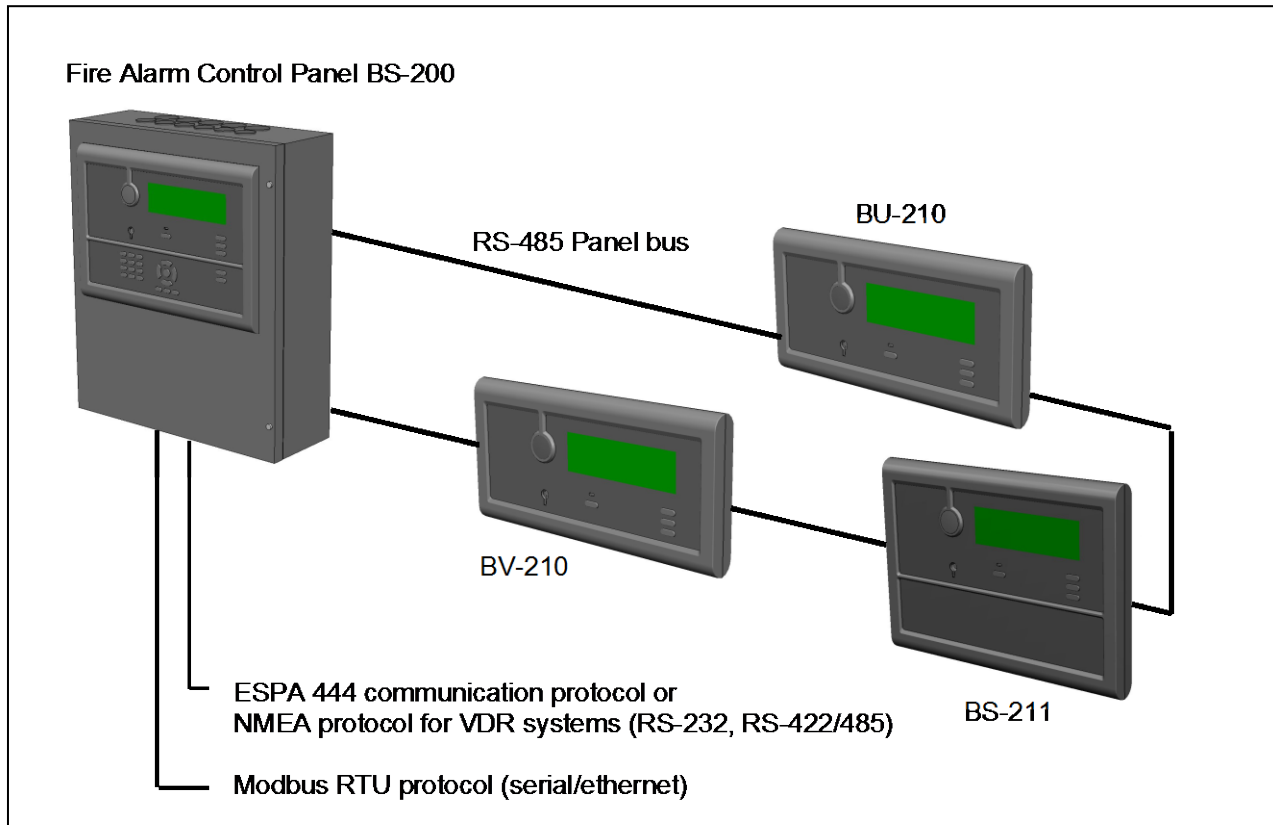 Fire Alarm Control Panel BS-200
BU-210
RS-485 Panel bus
BV-210
BS-211
ESPA 444 communication protocol or
NMEA protocol for VDR systems (RS-232, RS-422/485)
Modbus RTU protocol (serial/ethernet)